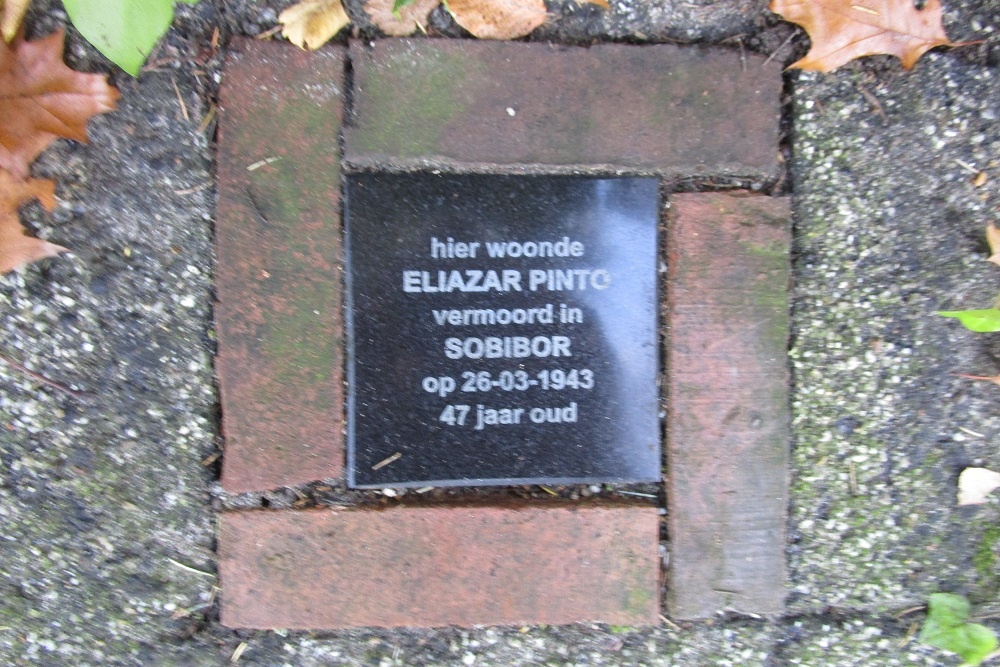 hier woonde
ELIAZAR PINTO
vermoord in
SOBIBOR
op 26-03-1943
47 jaar oud